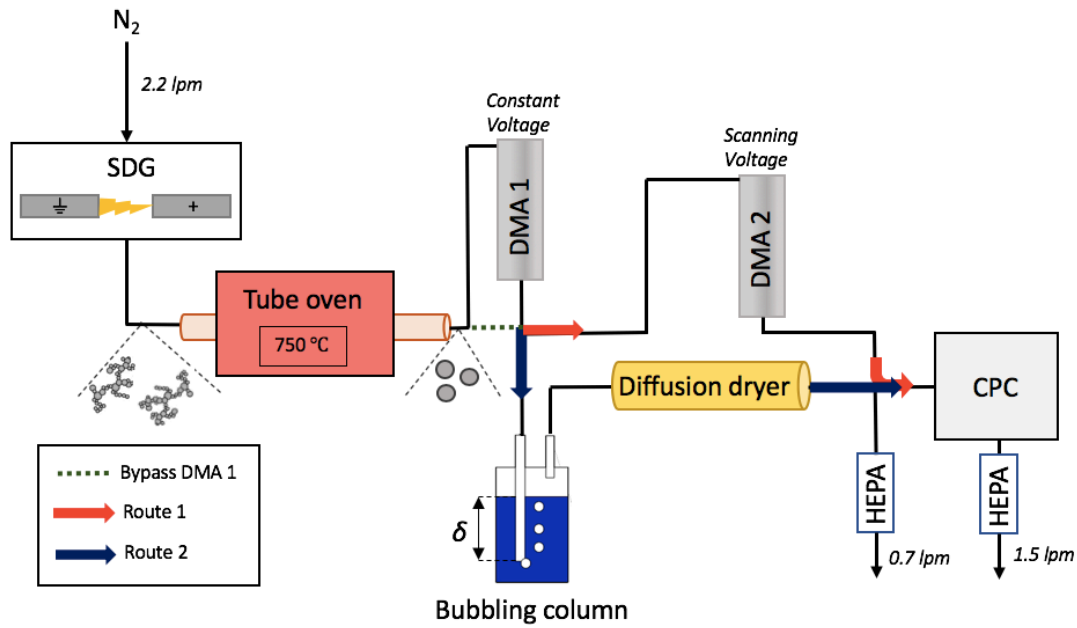 N2
2.2 lpm
SDG
+
Constant
Voltage
DMA 1
Scanning
Voltage
DMA 2
Tube oven
750 °C
Diffusion dryer
CPC
Bypass DMA 1
Route 1
Route 2
δ
HEPA
HEPA
0.7 lpm
1.5 lpm
Bubbling column